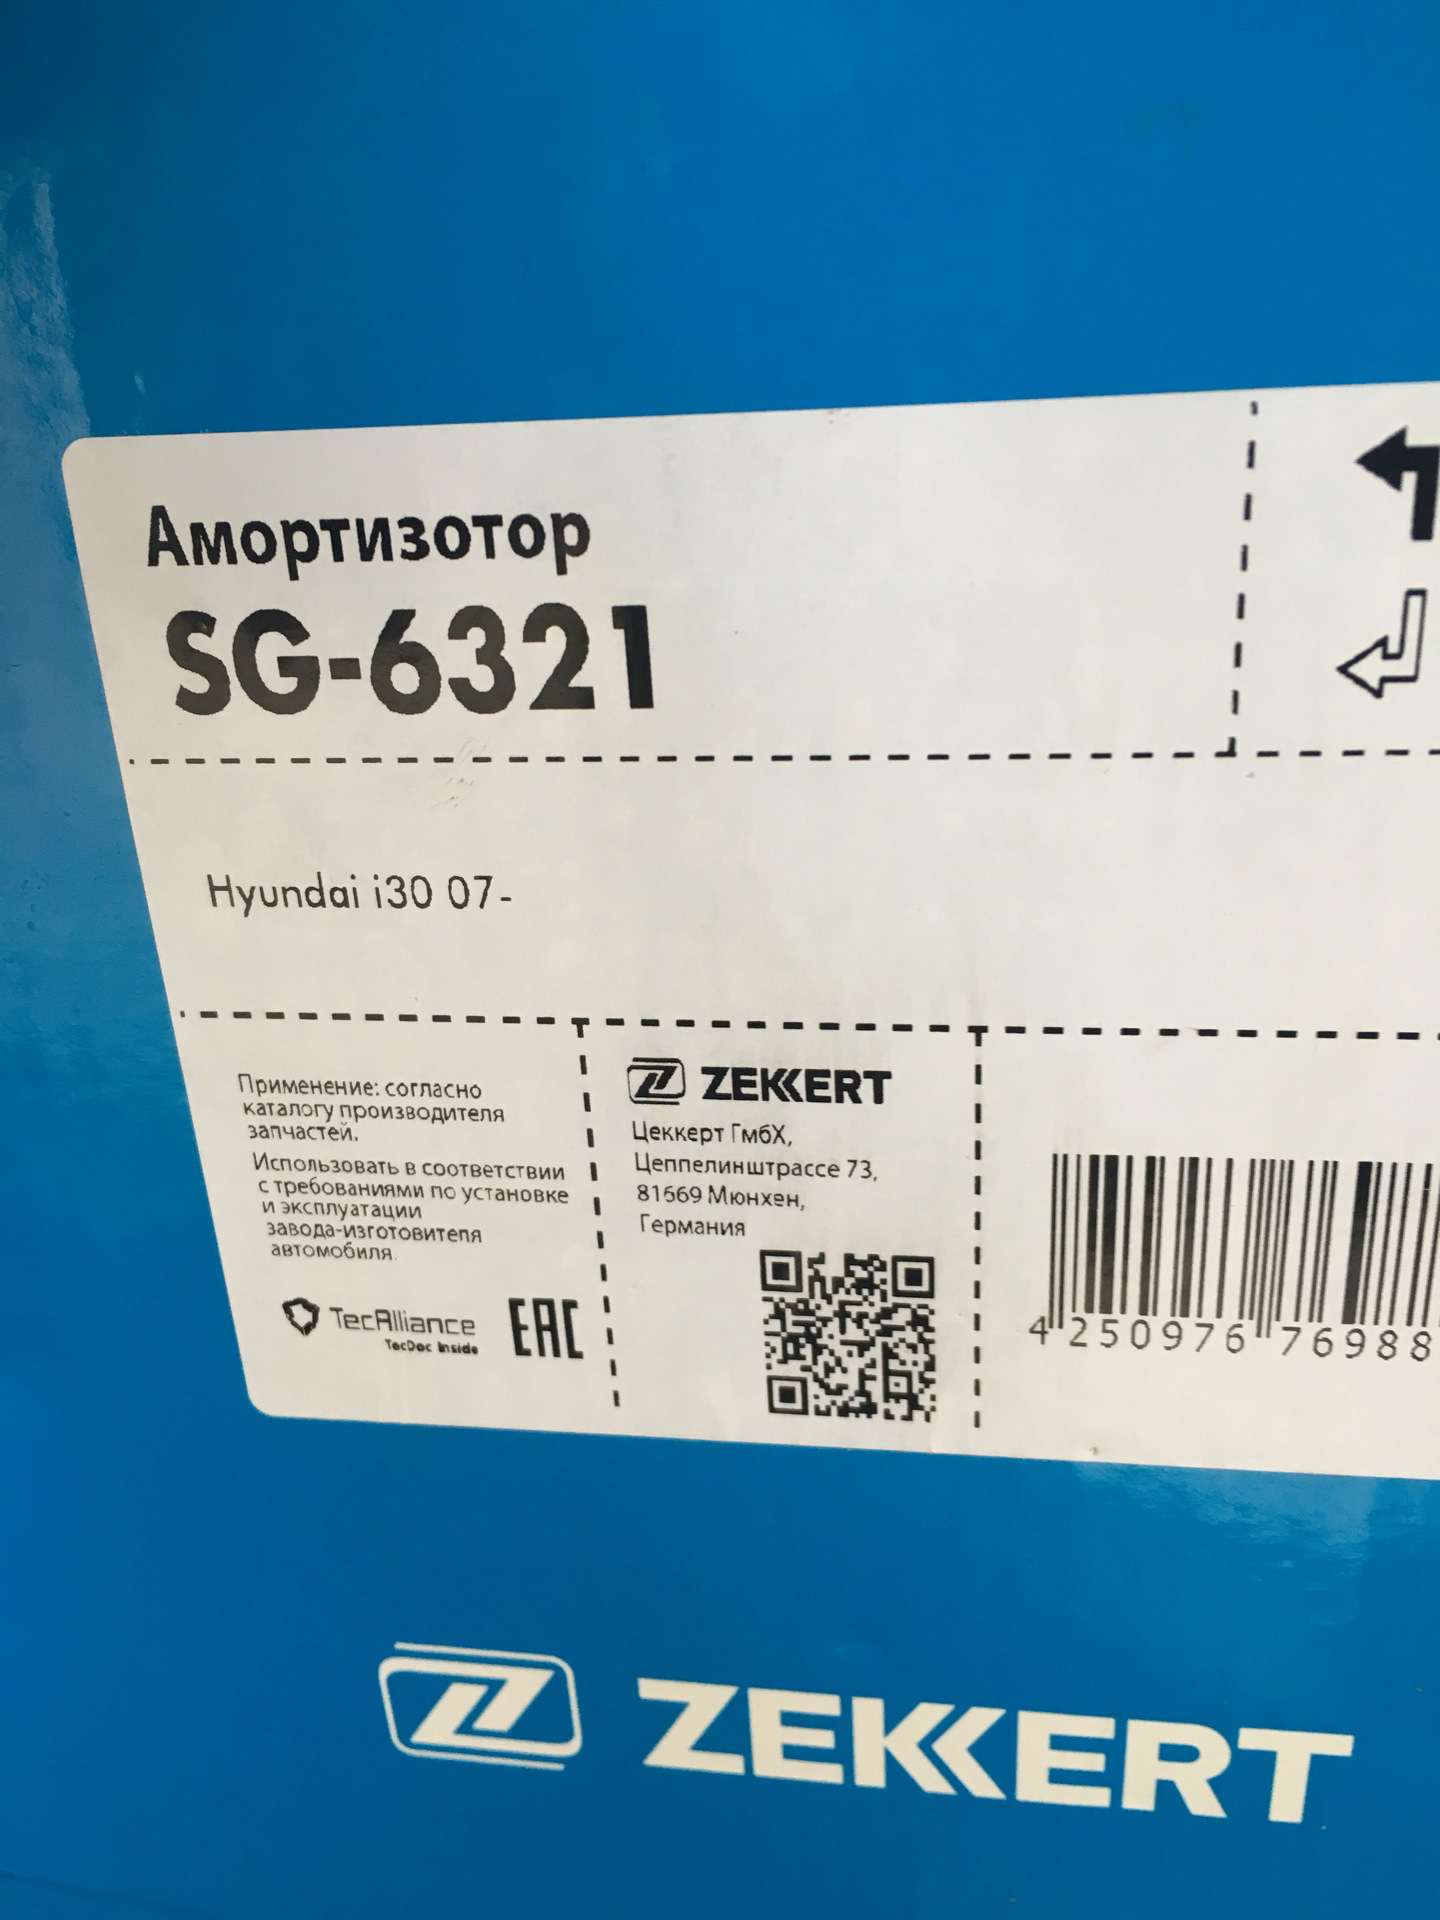 Амортизотор
SG-6321
Hyundai i30 07-
Применение: согласно
каталогу производителя
запчастей.
Использовать в соответствии
с требованиями по установке
и эксплуатации
завода-изготовителя
автомобиля.
TecAlliance
TecDoc Inside
EAC
ZEKKERT
Цеккерт ГмбХ,
Цеппелинштрассе 73,
81669 Мюнхен,
Германия
4 250976 76988
ZEKKERT